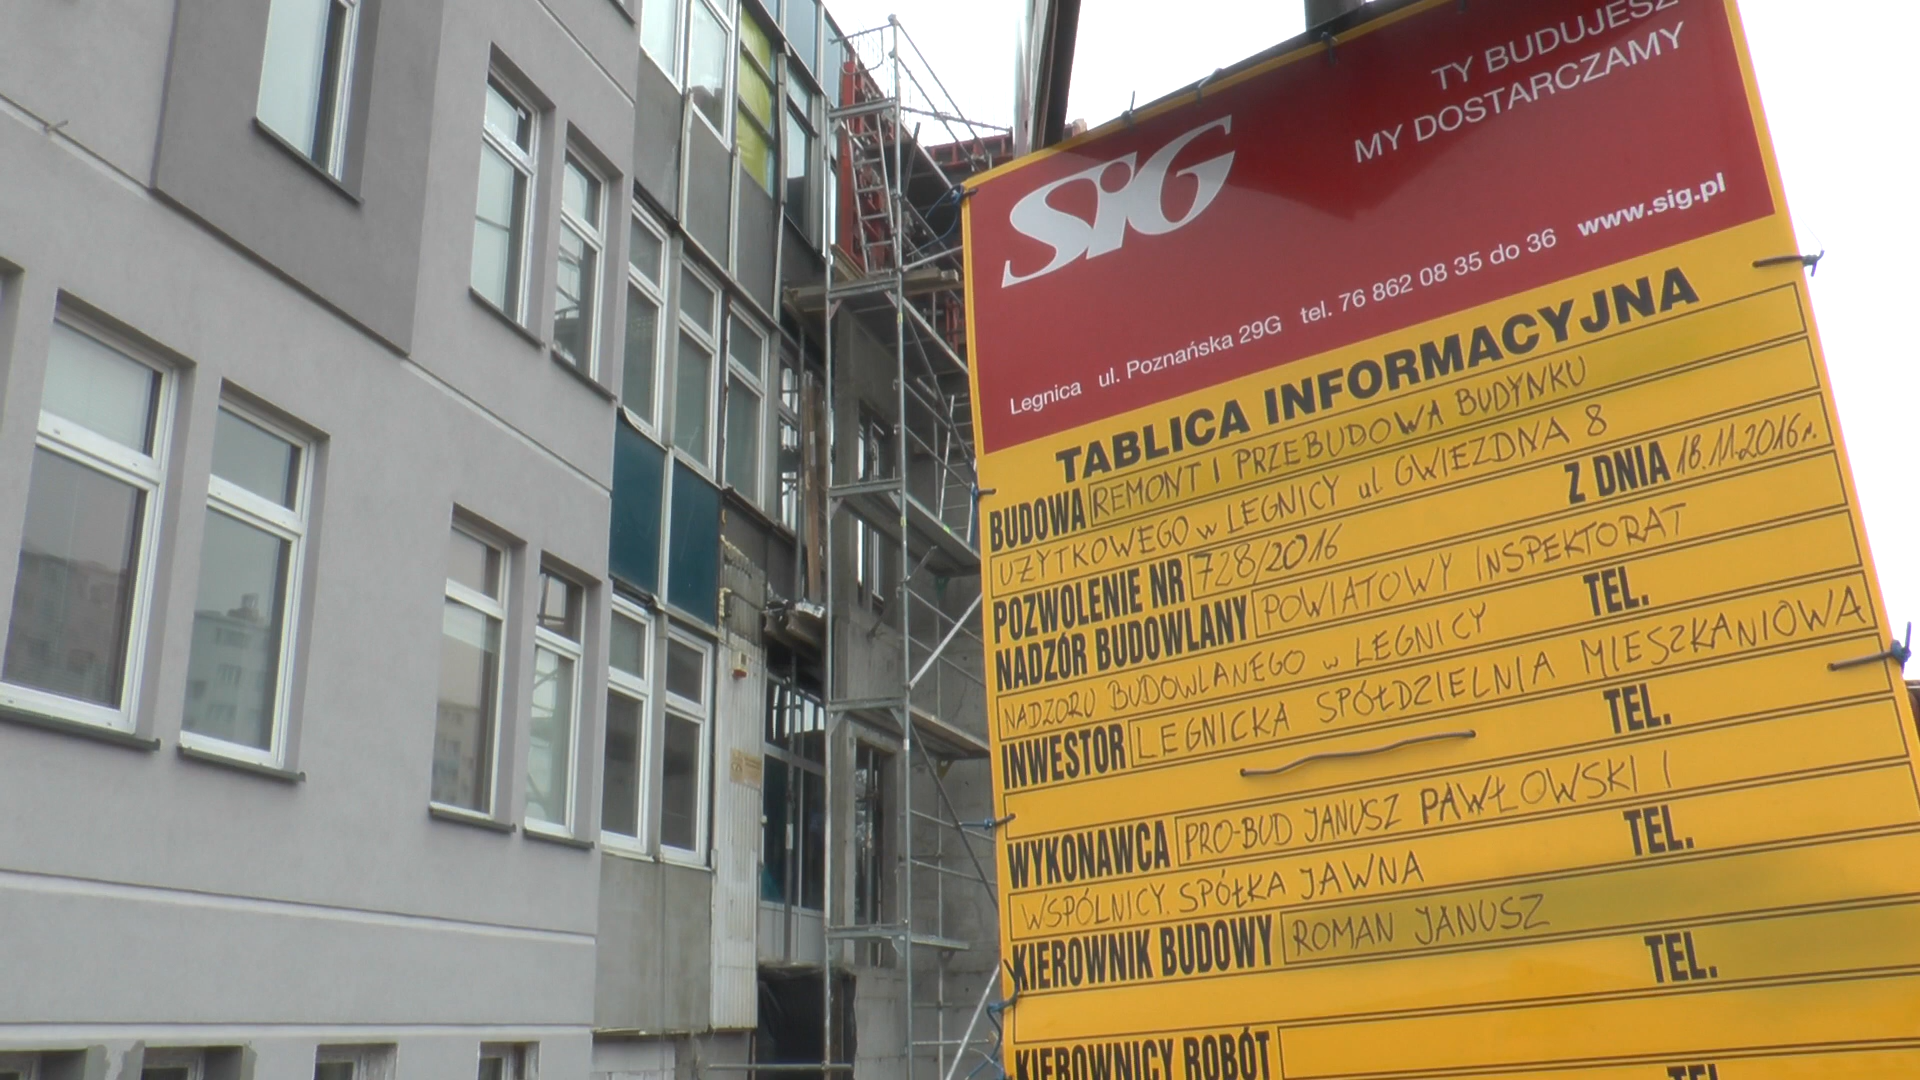 TY BUDUJESZ
MY DOSTARCZAMY
SiG
Legnica ul. Poznańska 29G tel. 76 862 08 35 do 36 www.sig.pl
TABLICA INFORMACYJNA
BUDOWA REMONT I PRZEBUDOWA BUDYNKU
UŻYTKOWEGO w LEGNICY ul GWIEZDNA 8
POZWOLENIE NR 728/2016 Z DNIA 18.11.2016r.
NADZÓR BUDOWLANY POWIATOWY INSPEKTORAT
NADZORU BUDOWLANEGO w LEGNICY TEL.
INWESTOR LEGNICKA SPÓŁDZIELNIA MIESZKANIOWA
TEL.
WYKONAWCA PRO-BUD JANUSZ PAWŁOWSKI I
WSPÓLNICY. SPÓŁKA JAWNA TEL.
KIEROWNIK BUDOWY ROMAN JANUSZ
TEL.
KIEROWNICY ROBÓT
TEL.